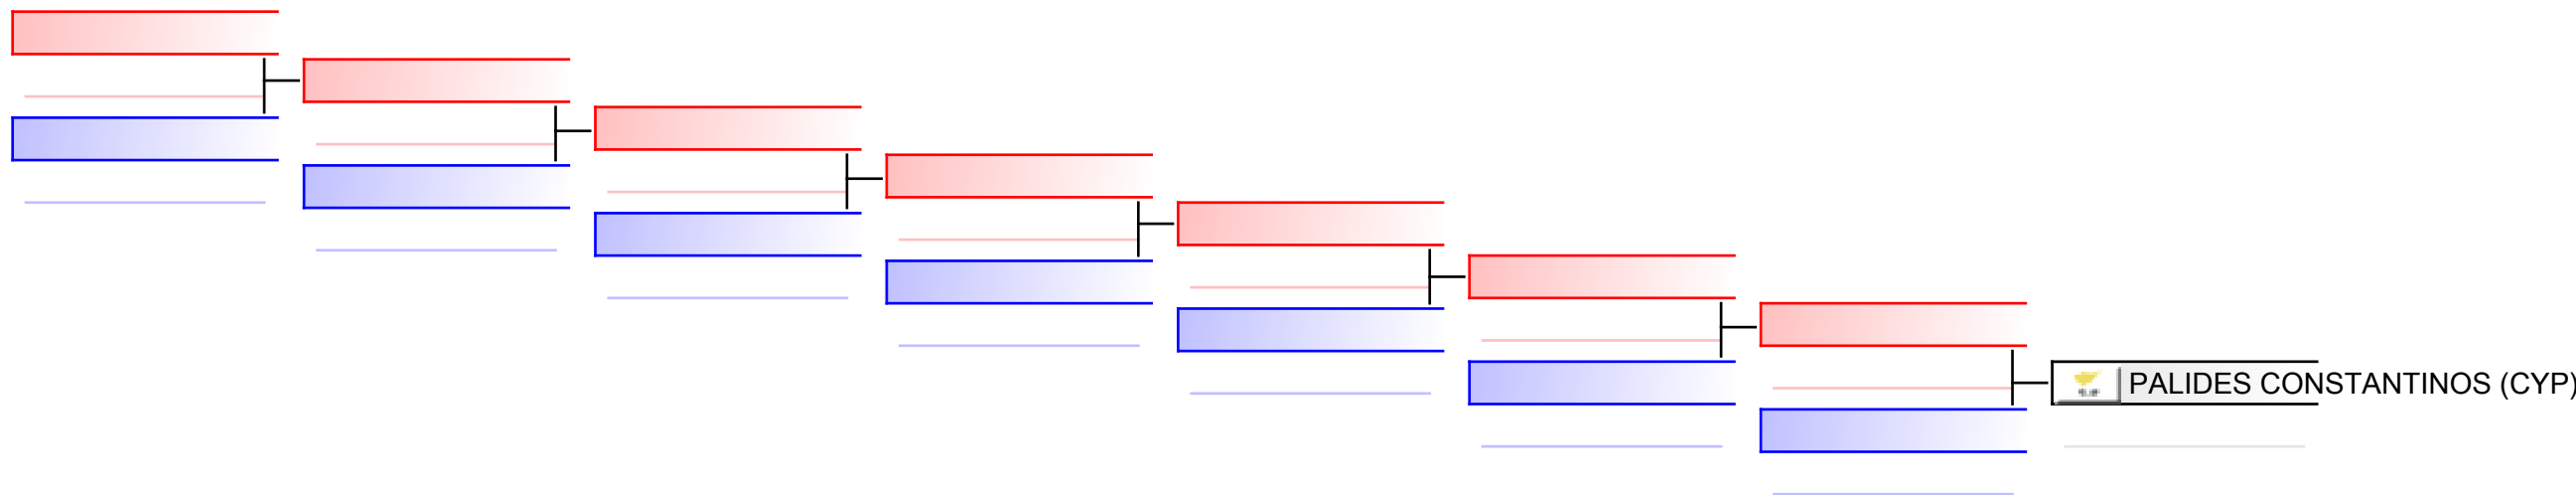 PALIDES CONSTANTINOS (CYP)